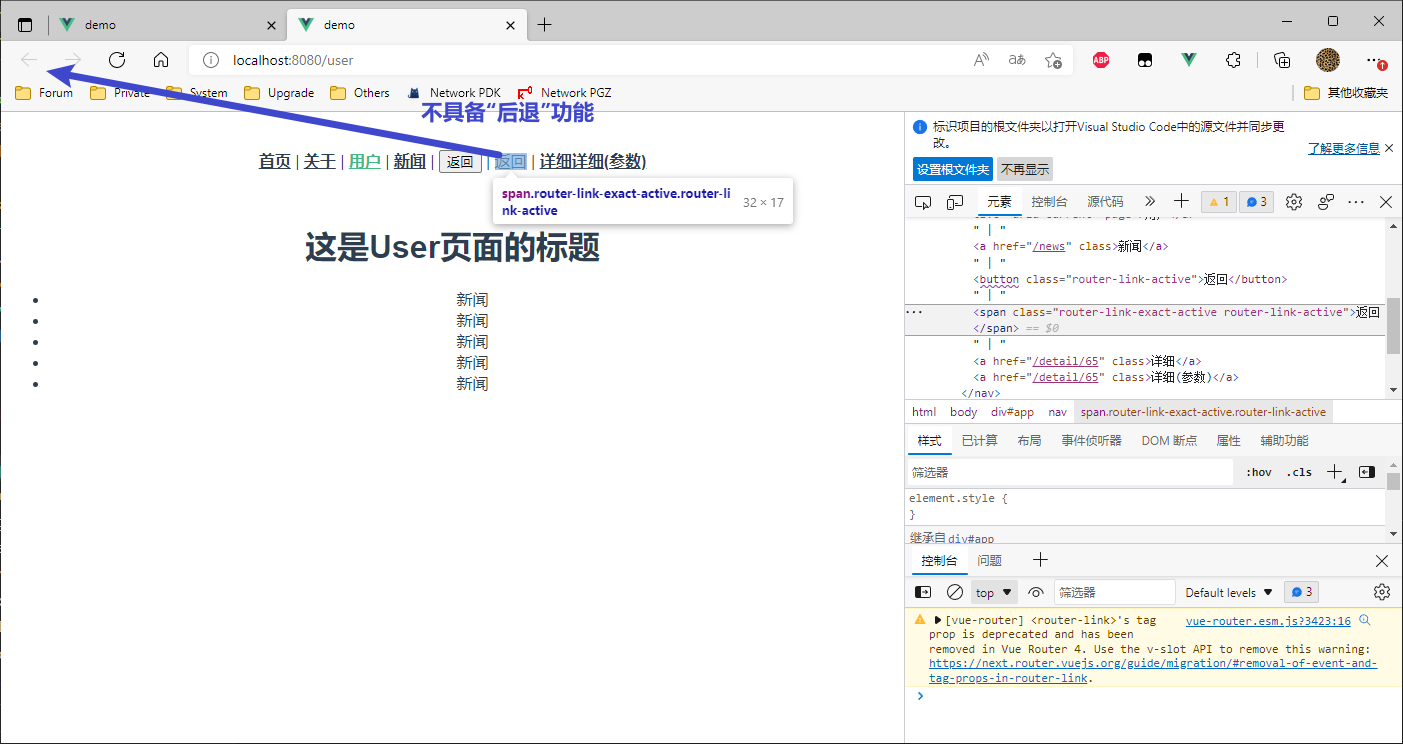 demo
demo
localhost:8080/user
A
aあ
ABP
Forum
Private
System
Upgrade
Others
Network PDK
Network PGZ
其他收藏夹
不具备“后退”功能
首页 | 关于 | 用户 | 新闻 | 返回 | 返回 | 详细详细(参数)
span.router-link-exact-active.router-li
nk-active
32 × 17
这是User页面的标题
新闻
新闻
新闻
新闻
新闻
标识项目的根文件夹以打开Visual Studio Code中的源文件并同步更
改。
了解更多信息
设置根文件夹 不再显示
元素 控制台 源代码 1 3
" | "
<a href="/news" class>新闻</a>
" | "
<button class="router-link-active">返回</button>
" | "
<span class="router-link-exact-active router-link-active">返回
</span> == $0
" | "
<a href="/detail/65" class>详细</a>
<a href="/detail/65" class>详细(参数)</a>
</nav>
html body div#app nav span.router-link-exact-active.router-link-active
样式 已计算 布局 事件侦听器 DOM 断点 属性 辅助功能
筛选器 :hov .cls
element.style {
}
继承自 div#app
控制台 问题
top 筛选器 Default levels 3
[vue-router] <router-link>'s tag vue-router.esm.js?3423:16
prop is deprecated and has been
removed in Vue Router 4. Use the v-slot API to remove this warning:
https://next.router.vuejs.org/guide/migration/#removal-of-event-and-
tag-props-in-router-link.